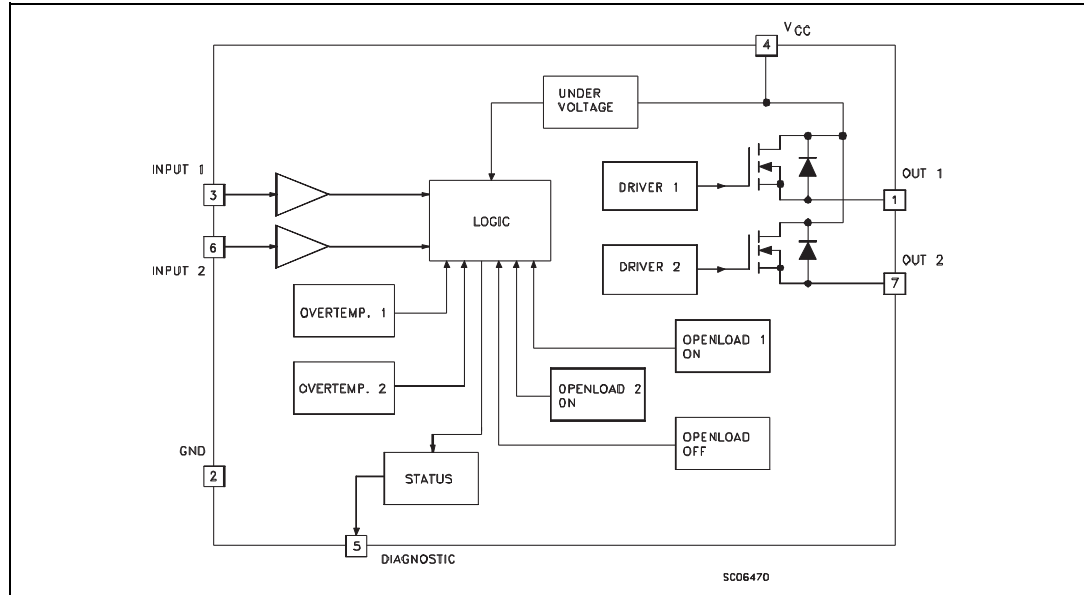 VCC
4
UNDER
VOLTAGE
INPUT 1
3
DRIVER 1
OUT 1
1
LOGIC
6
INPUT 2
DRIVER 2
OUT 2
7
OVERTEMP. 1
OPENLOAD 1
ON
OVERTEMP. 2
OPENLOAD 2
ON
OPENLOAD
OFF
GND
2
STATUS
5
DIAGNOSTIC
SC06470